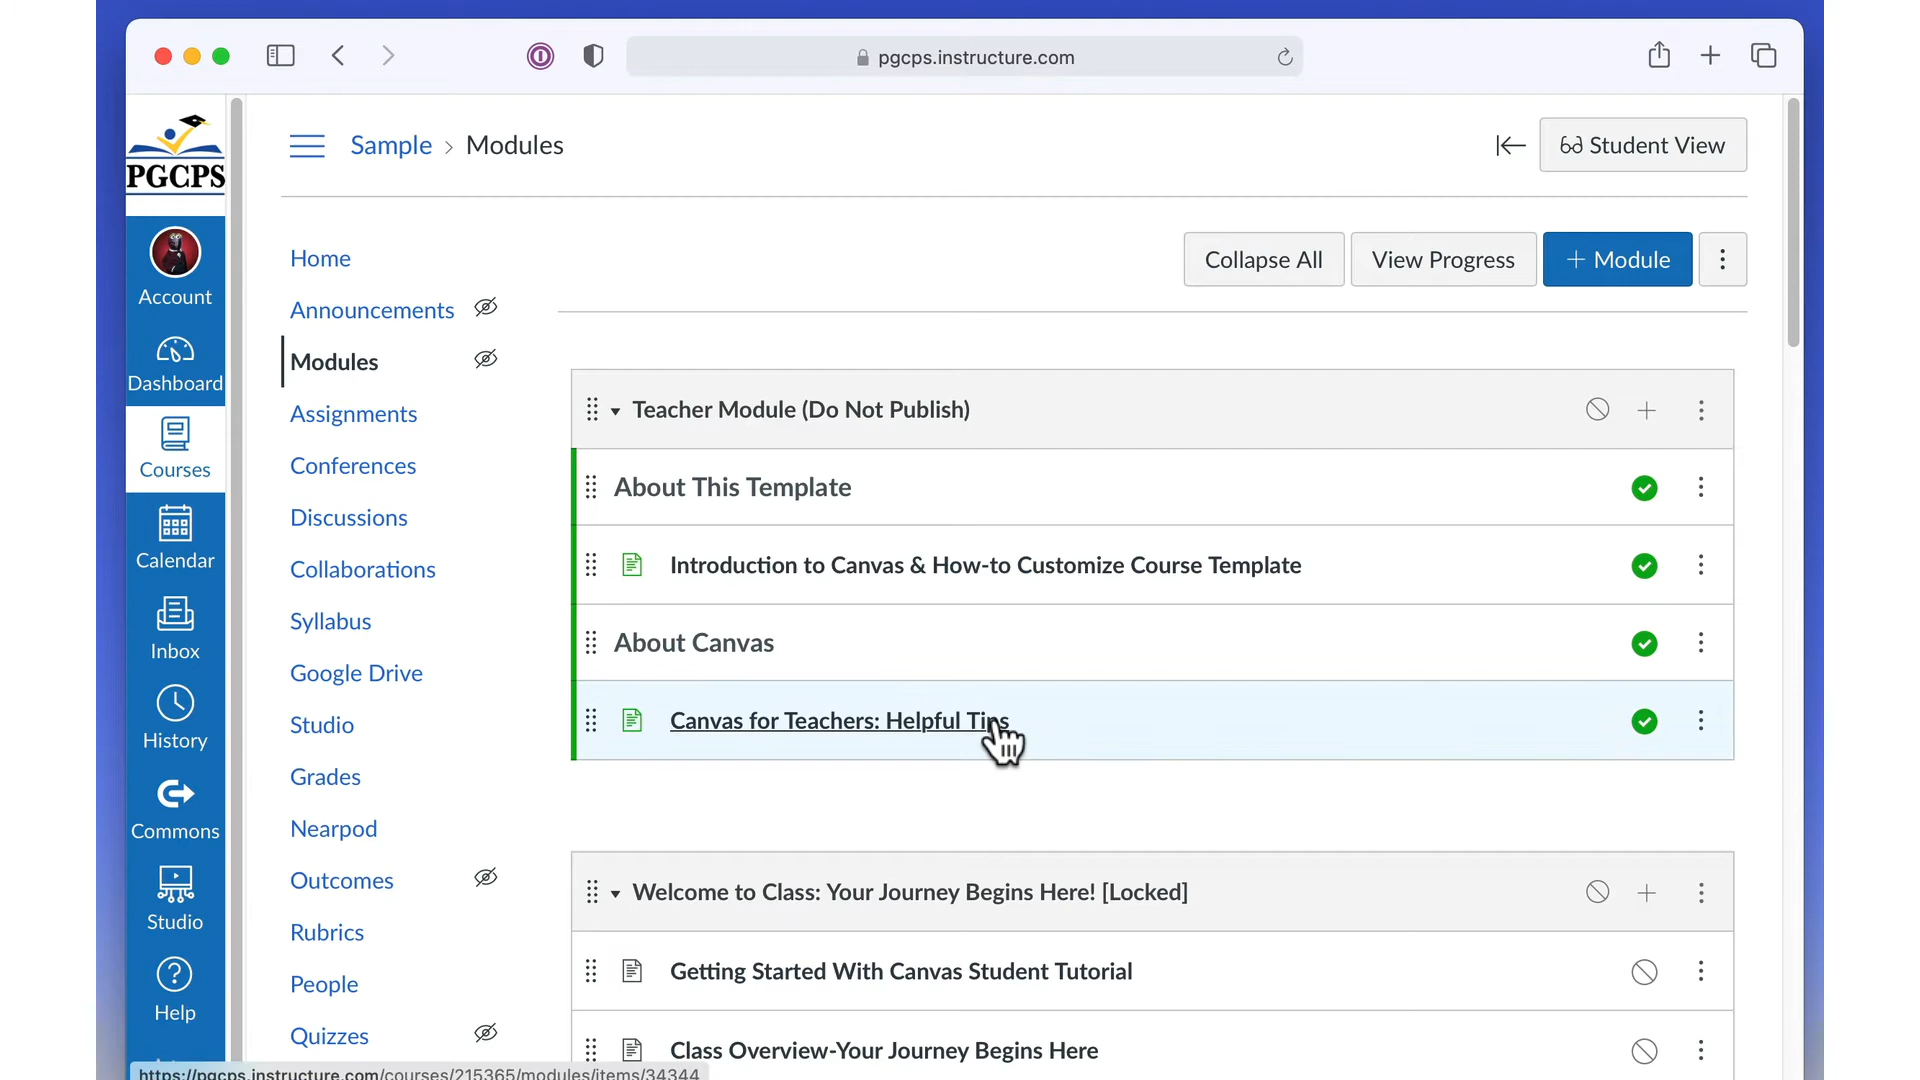 pgcps.instructure.com
PGCPS
Sample > Modules
Student View
Account
Dashboard
Courses
Calendar
Inbox
History
Commons
Studio
Help
Home
Announcements
Modules
Assignments
Conferences
Discussions
Collaborations
Syllabus
Google Drive
Studio
Grades
Nearpod
Outcomes
Rubrics
People
Quizzes
Collapse All
View Progress
+ Module
Teacher Module (Do Not Publish)
About This Template
Introduction to Canvas & How-to Customize Course Template
About Canvas
Canvas for Teachers: Helpful Tips
Welcome to Class: Your Journey Begins Here! [Locked]
Getting Started With Canvas Student Tutorial
Class Overview-Your Journey Begins Here
https://pgcps.instructure.com/courses/215365/modules/items/34344